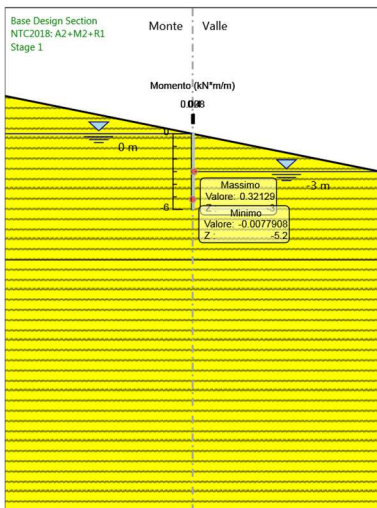 Base Design Section
NTC2018: A2+M2+R1
Stage 1
Monte Valle
Momento (kN*m/m)
0
0 m
-3 m
-6
Massimo
Valore: 0.32129
Z : -3
Minimo
Valore: -0.0077908
Z : -5.2